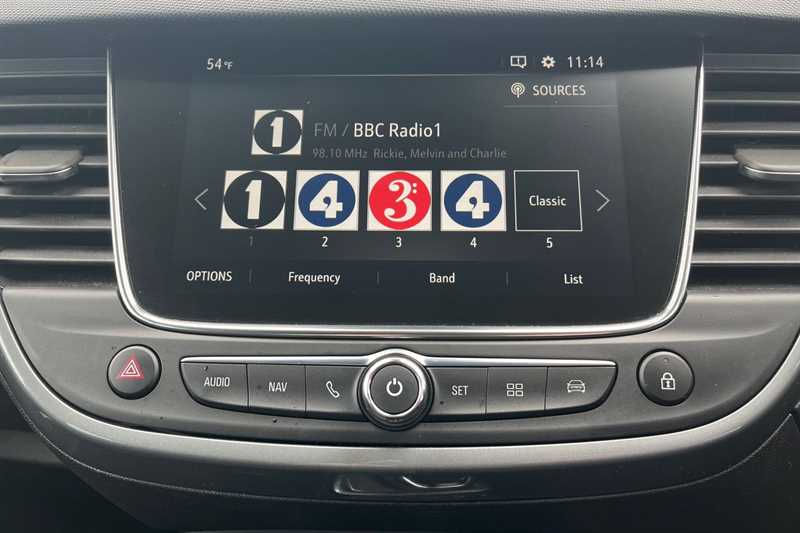 54 °F
11:14
SOURCES
1
FM / BBC Radio1
98.10 MHz Rickie, Melvin and Charlie
1 4 3: 4 Classic
1 2 3 4 5
OPTIONS Frequency Band List
AUDIO NAV SET